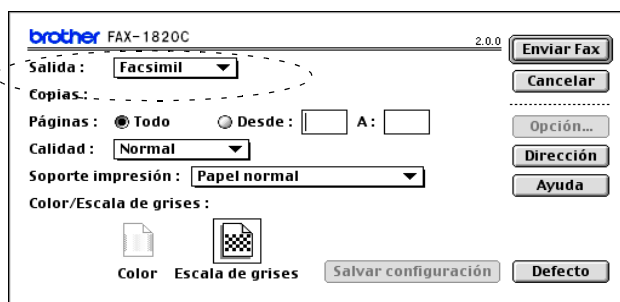 brother FAX-1820C 2.0.0 Enviar Fax
Salida : Facsimil
Cancelar
Copias :
Páginas : Todo Desde : A : Opción...
Calidad : Normal
Dirección
Soporte impresión : Papel normal
Ayuda
Color/Escala de grises :
Color Escala de grises Salvar configuración Defecto